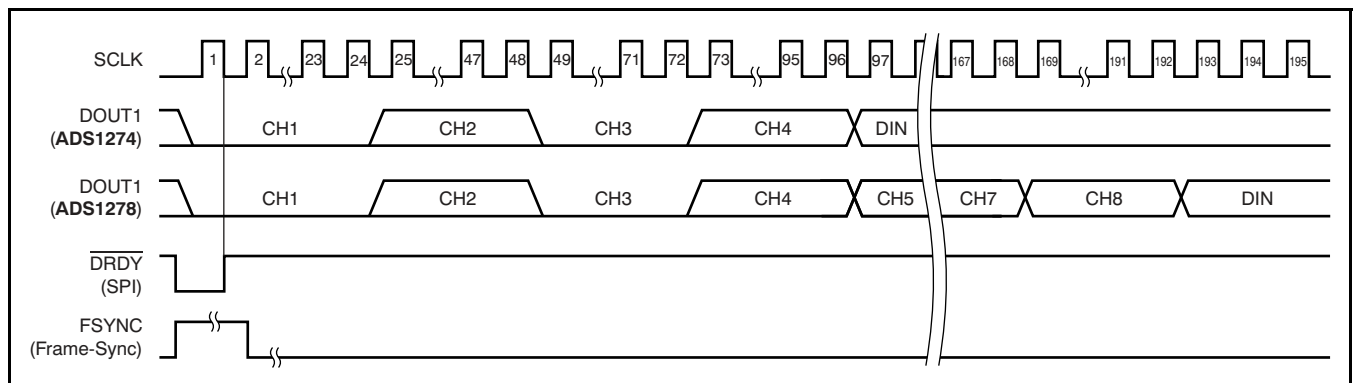 SCLK 1 2 23 24 25 47 48 49 71 72 73 95 96 97 167 168 169 191 192 193 194 195
DOUT1
(ADS1274)
CH1 CH2 CH3 CH4 DIN
DOUT1
(ADS1278)
CH1 CH2 CH3 CH4 CH5 CH7 CH8 DIN
DRDY
(SPI)
FSYNC
(Frame-Sync)